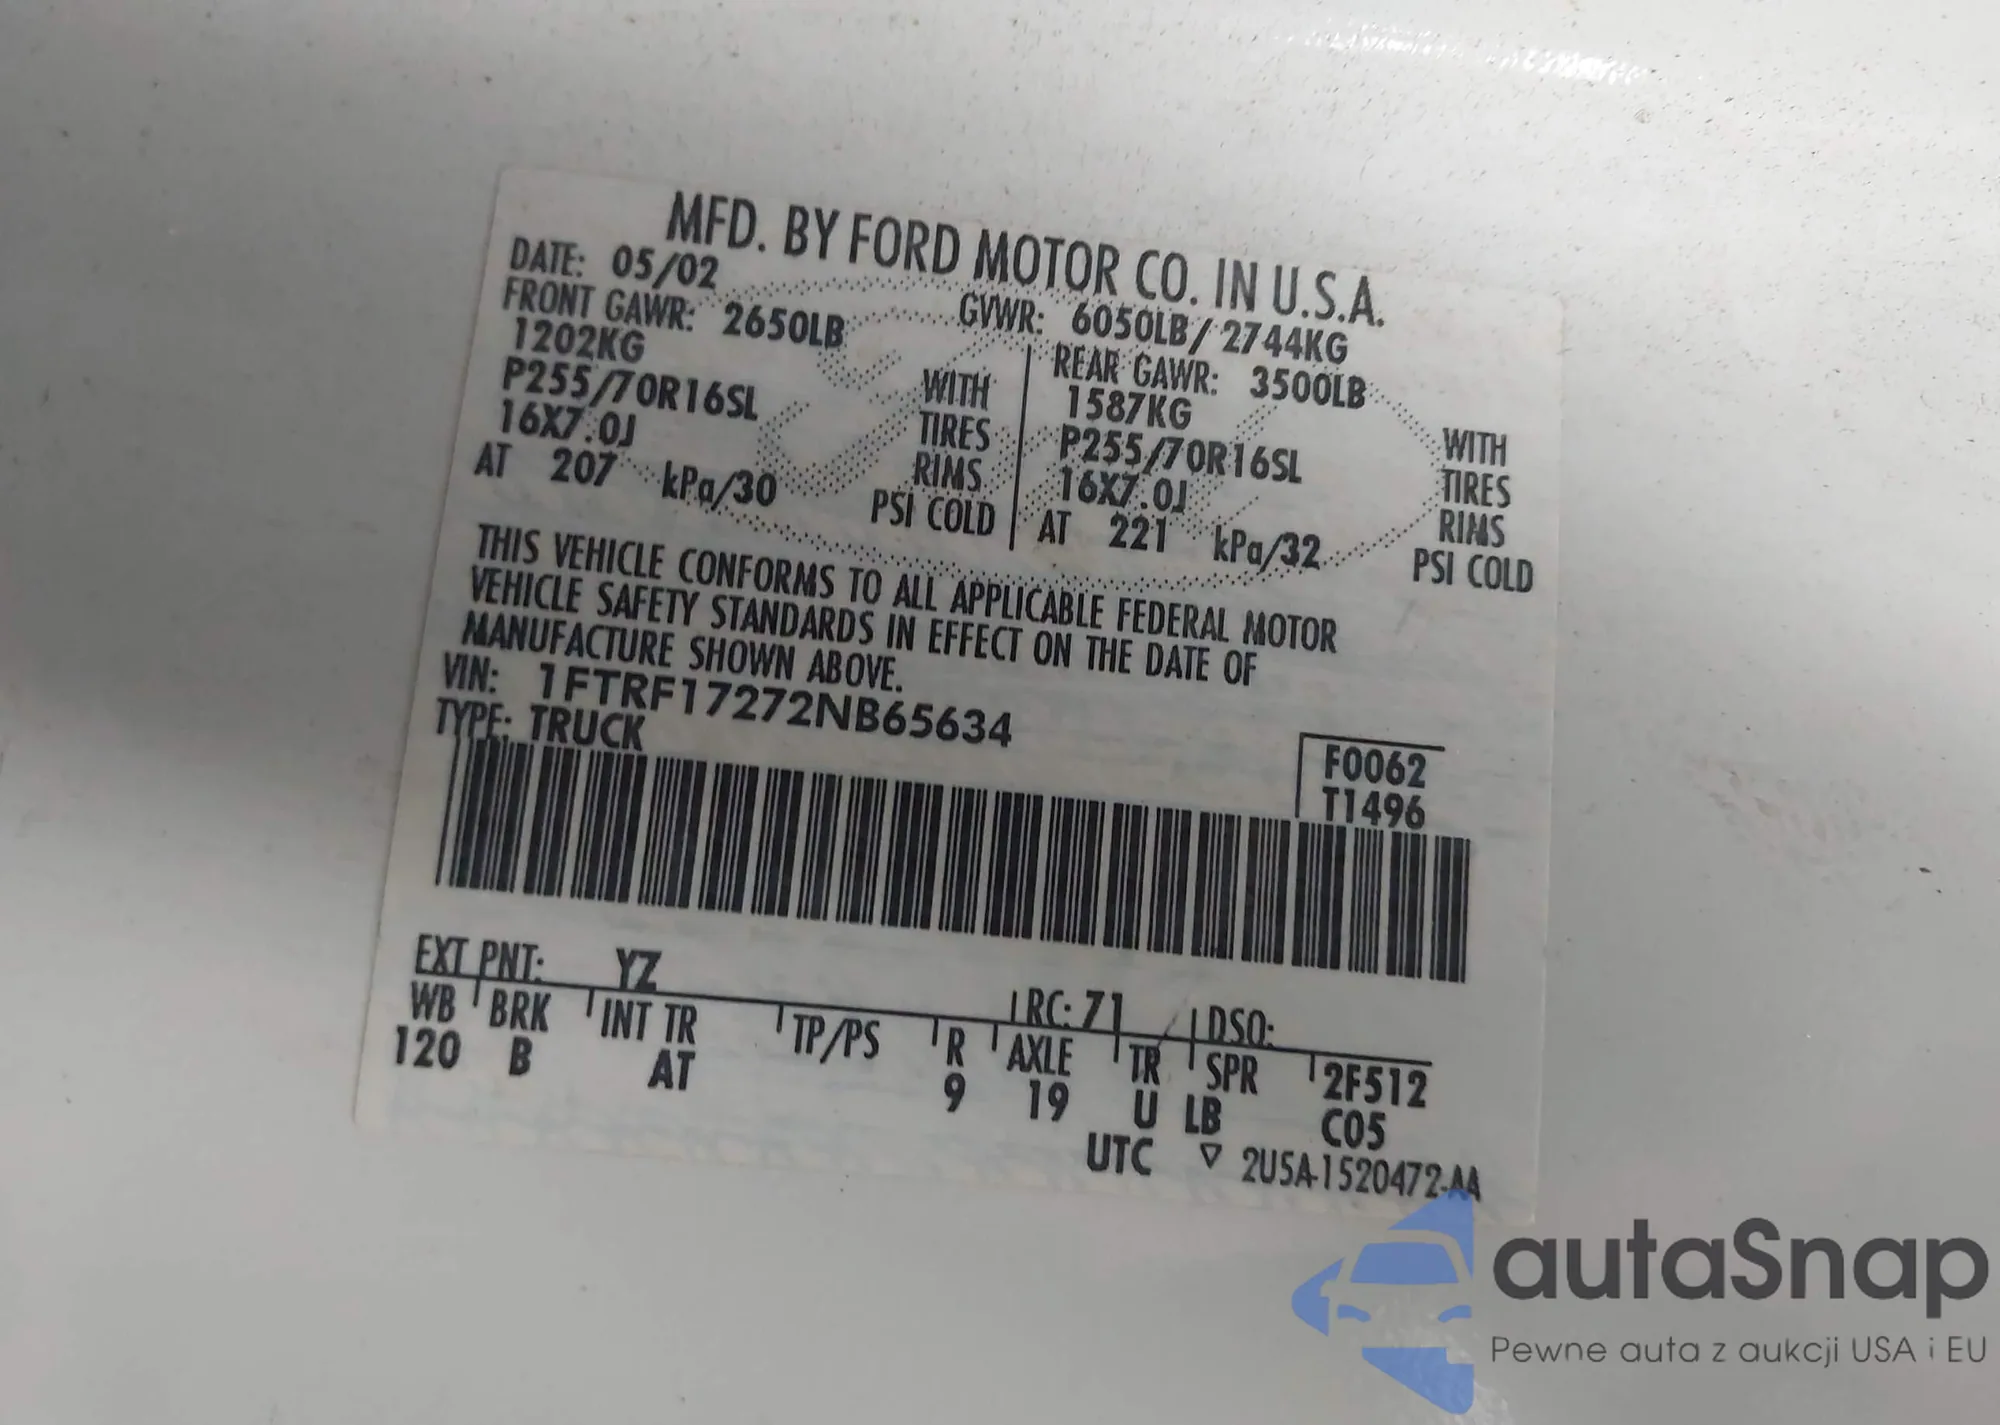 MFD. BY FORD MOTOR CO. IN U.S.A.
DATE: 05/02 GVWR: 6050LB/ 2744KG
FRONT GAWR: 2650LB REAR GAWR: 3500LB
1202KG WITH 1587KG WITH
P255/70R16SL TIRES P255/70R16SL TIRES
16X7.0J RIMS 16X7.0J RIMS
AT 207 kPa/30 PSI COLD AT 221 kPa/32 PSI COLD
THIS VEHICLE CONFORMS TO ALL APPLICABLE FEDERAL MOTOR
VEHICLE SAFETY STANDARDS IN EFFECT ON THE DATE OF
MANUFACTURE SHOWN ABOVE.
VIN: 1FTRF17272NB65634
TYPE: TRUCK
F0062
T1496
EXT PNT: YZ RC: 71 DSO:
WB BRK INT TR TP/PS R AXLE TR SPR 2F512
120 B AT 9 19 U LB C05
UTC ▽ 2U5A-1520472-AA
autaSnap
Pewne auta z aukcji USA i EU